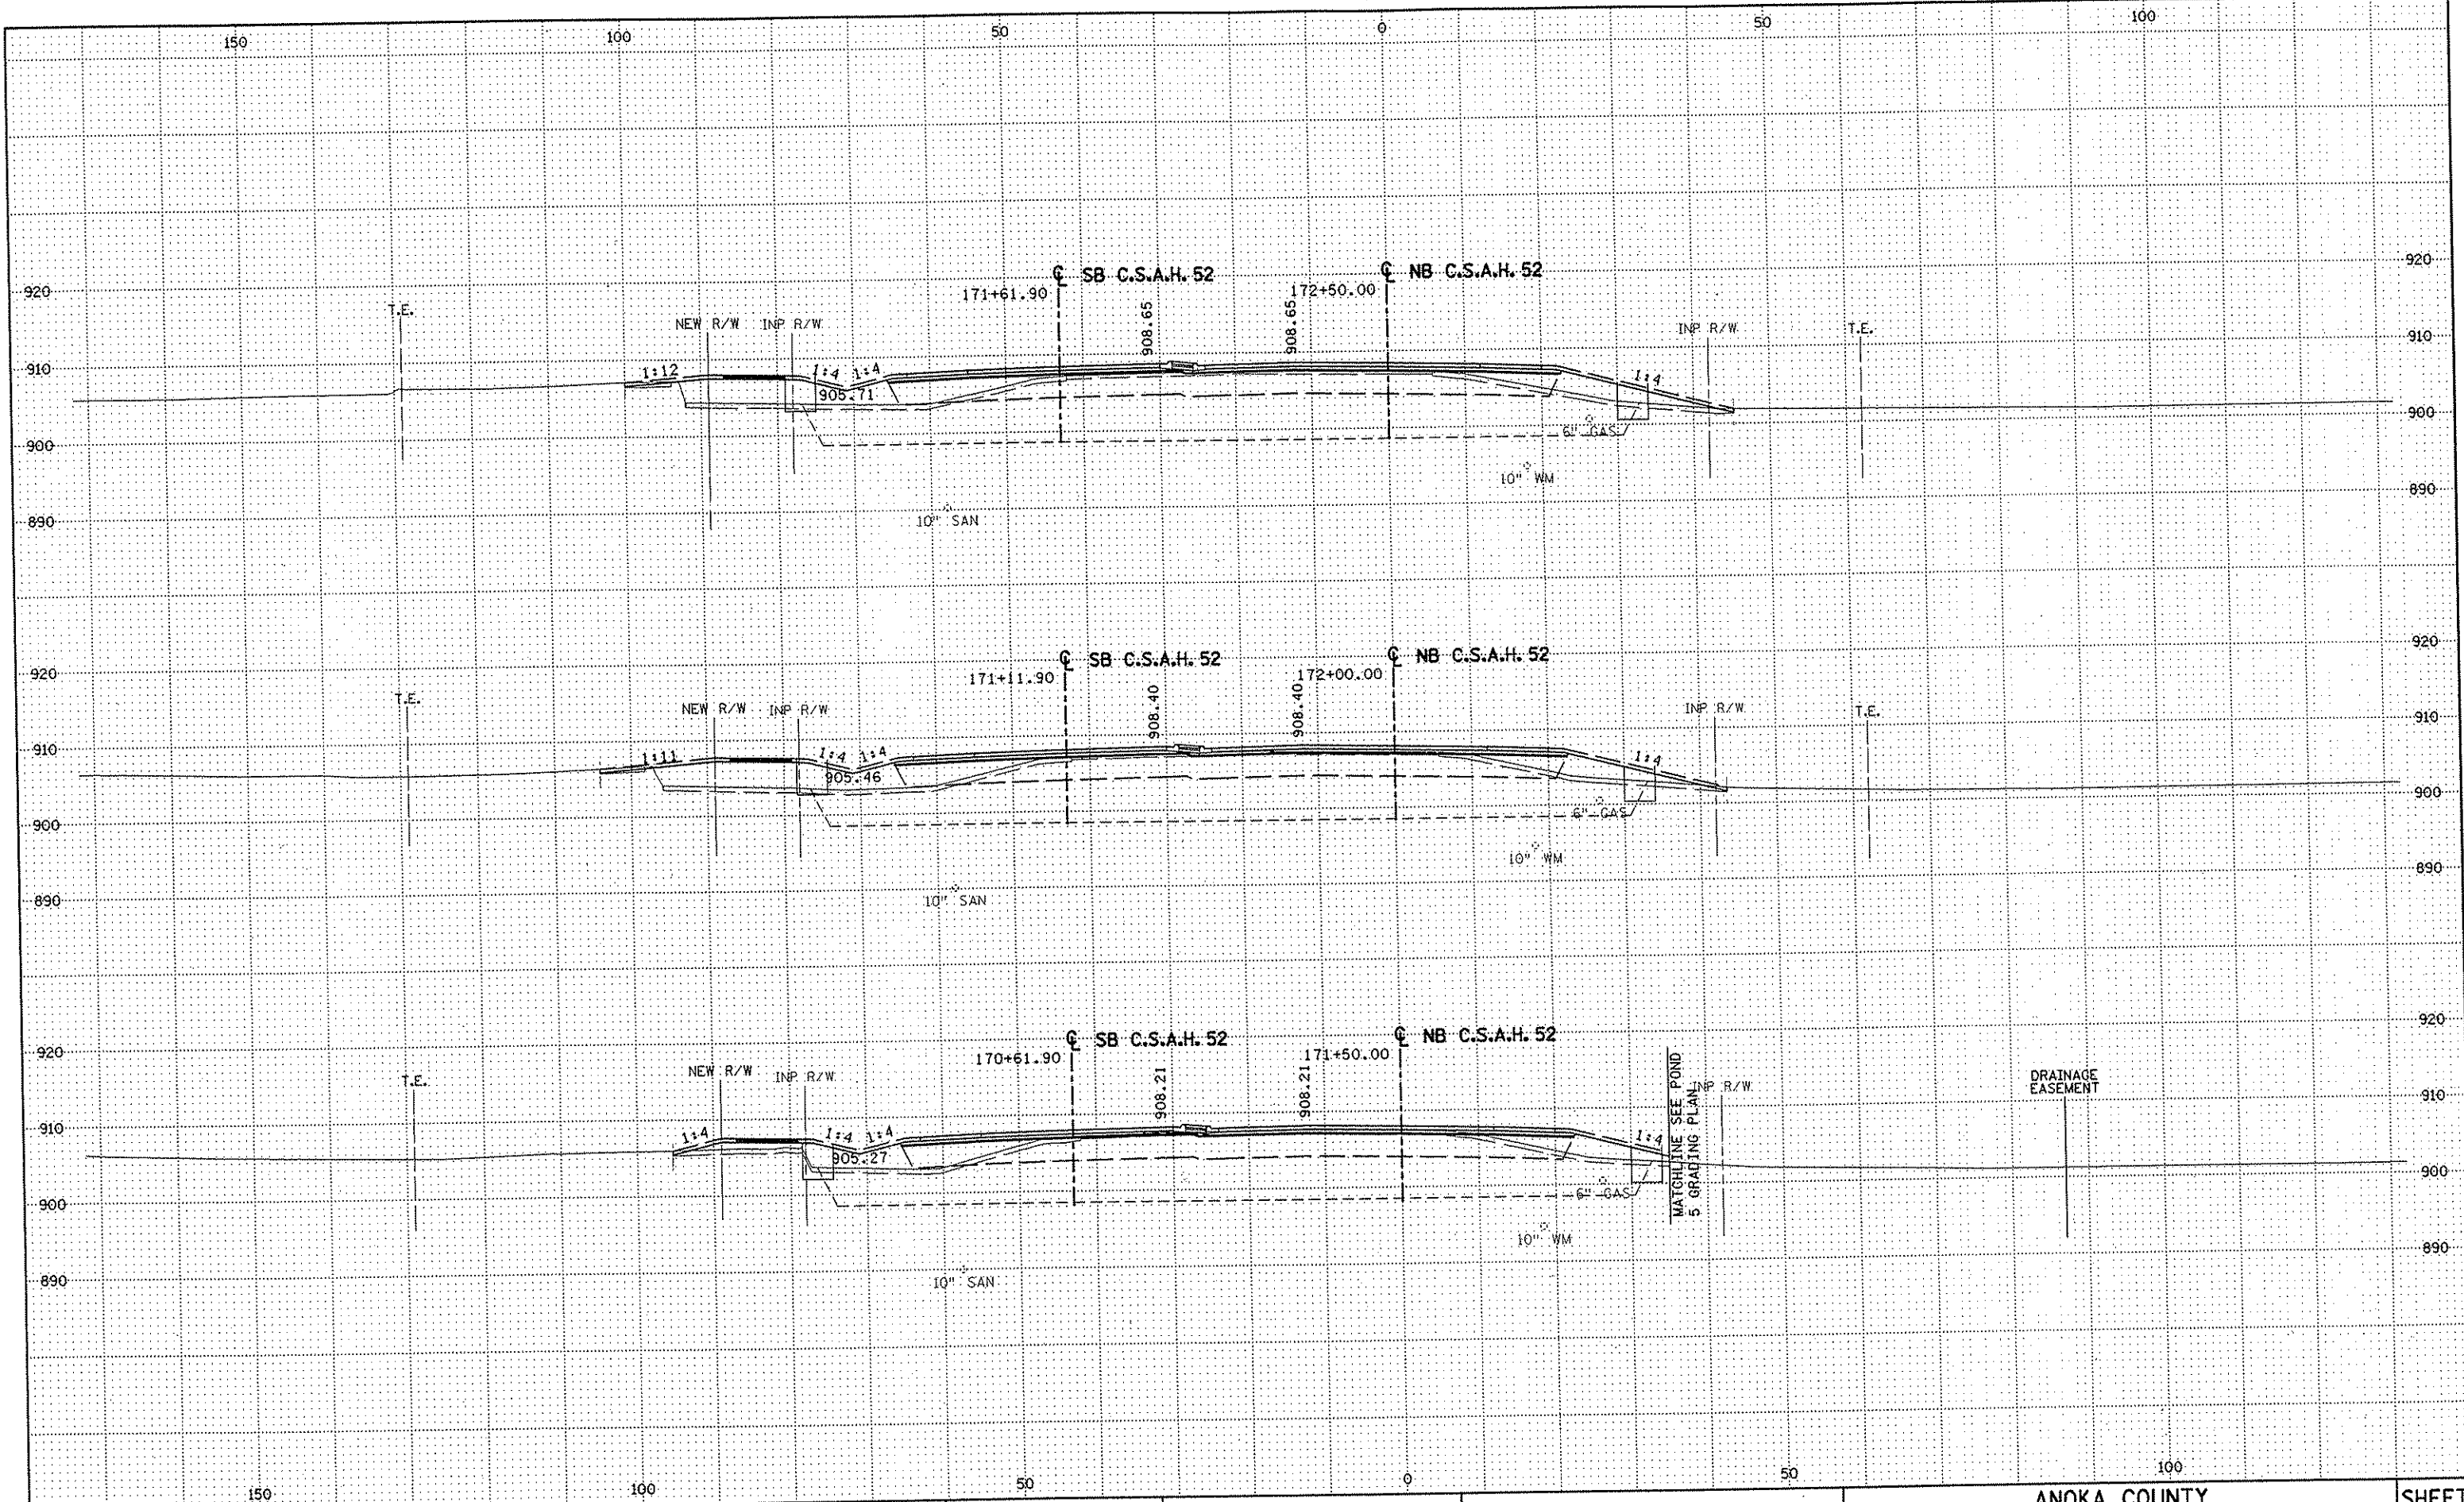 150 100 50 0 50 100
℄ SB C.S.A.H. 52 ℄ NB C.S.A.H. 52
171+61.90 172+50.00
908.65 908.65
920 920
T.E. NEW R/W INP R/W INP R/W T.E.
910 910
1:12 1:4 1:4 1:4
905.71
900 900
6" GAS
10" WM
890 890
10" SAN
℄ SB C.S.A.H. 52 ℄ NB C.S.A.H. 52
171+11.90 172+00.00
908.40 908.40
920 920
T.E. NEW R/W INP R/W INP R/W T.E.
910 910
1:11 1:4 1:4 1:4
905.46
900 900
6" GAS
10" WM
890 890
10" SAN
℄ SB C.S.A.H. 52 ℄ NB C.S.A.H. 52
170+61.90 171+50.00
908.21 908.21
920 920
T.E. NEW R/W INP R/W INP R/W
MATCHLINE SEE POND
5 GRADING PLAN
DRAINAGE
EASEMENT
910 910
1:4 1:4 1:4 1:4
905.27
900 900
6" GAS
10" WM
890 890
10" SAN
150 100 50 0 50 100
ANOKA COUNTY SHEET